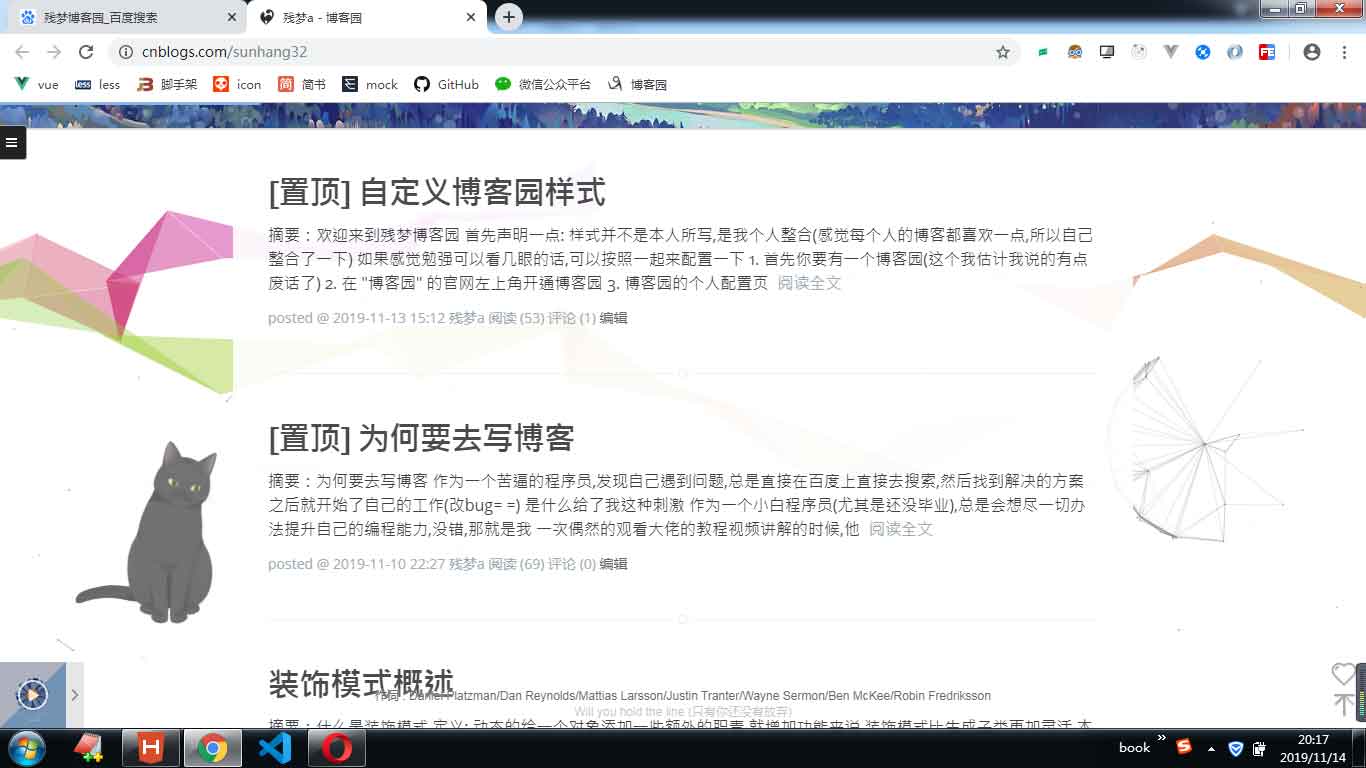 残梦博客园_百度搜索
残梦a - 博客园
cnblogs.com/sunhang32
vue less 脚手架 icon 简书 mock GitHub 微信公众平台 博客园
[置顶] 自定义博客园样式
摘要：欢迎来到残梦博客园 首先声明一点: 样式并不是本人所写,是我个人整合(感觉每个人的博客都喜欢一点,所以自己
整合了一下) 如果感觉勉强可以看几眼的话,可以按照一起来配置一下 1. 首先你要有一个博客园(这个我估计我说的有点
废话了) 2. 在 "博客园" 的官网左上角开通博客园 3. 博客园的个人配置页 阅读全文
posted @ 2019-11-13 15:12 残梦a 阅读 (53) 评论 (1) 编辑
[置顶] 为何要去写博客
摘要：为何要去写博客 作为一个苦逼的程序员,发现自己遇到问题,总是直接在百度上直接去搜索,然后找到解决的方案
之后就开始了自己的工作(改bug= =) 是什么给了我这种刺激 作为一个小白程序员(尤其是还没毕业),总是会想尽一切办
法提升自己的编程能力,没错,那就是我 一次偶然的观看大佬的教程视频讲解的时候,他 阅读全文
posted @ 2019-11-10 22:27 残梦a 阅读 (69) 评论 (0) 编辑
装饰模式概述
作词 : Daniel Platzman/Dan Reynolds/Mattias Larsson/Justin Tranter/Wayne Sermon/Ben McKee/Robin Fredriksson
Will you hold the line (只有你还没有放弃)
摘要：什么是装饰模式 定义: 动态的给一个对象添加一些额外的职责,就增加功能来说,装饰模式比生成子类更加灵活 本
book
20:17
2019/11/14